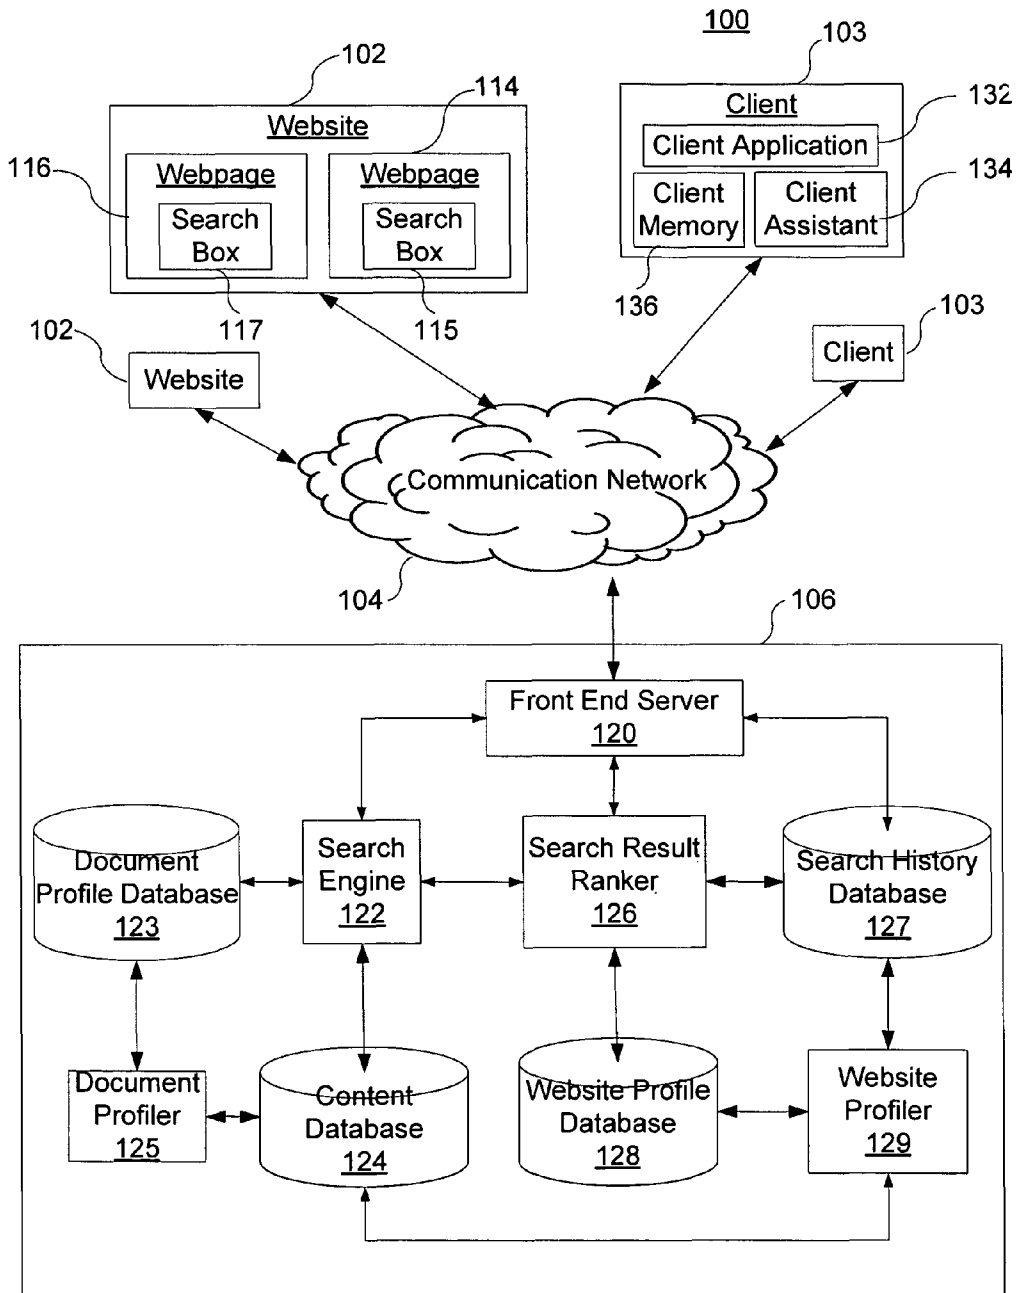 100
102
114
103
Website
Client
132
Client Application
116
Webpage
Webpage
134
Client
Memory
Client
Assistant
Search
Box
Search
Box
117
115
136
102
103
Website
Client
Communication Network
104
106
Front End Server
120
Document
Profile Database
123
Search
Engine
122
Search Result
Ranker
126
Search History
Database
127
Document
Profiler
125
Content
Database
124
Website Profile
Database
128
Website
Profiler
129